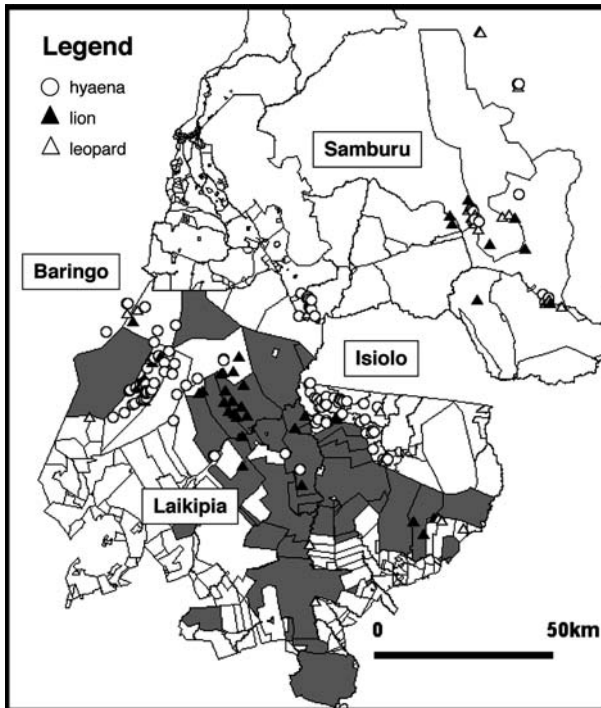 Legend
hyaena
lion
leopard
Samburu
Baringo
Isiolo
Laikipia
0 50km